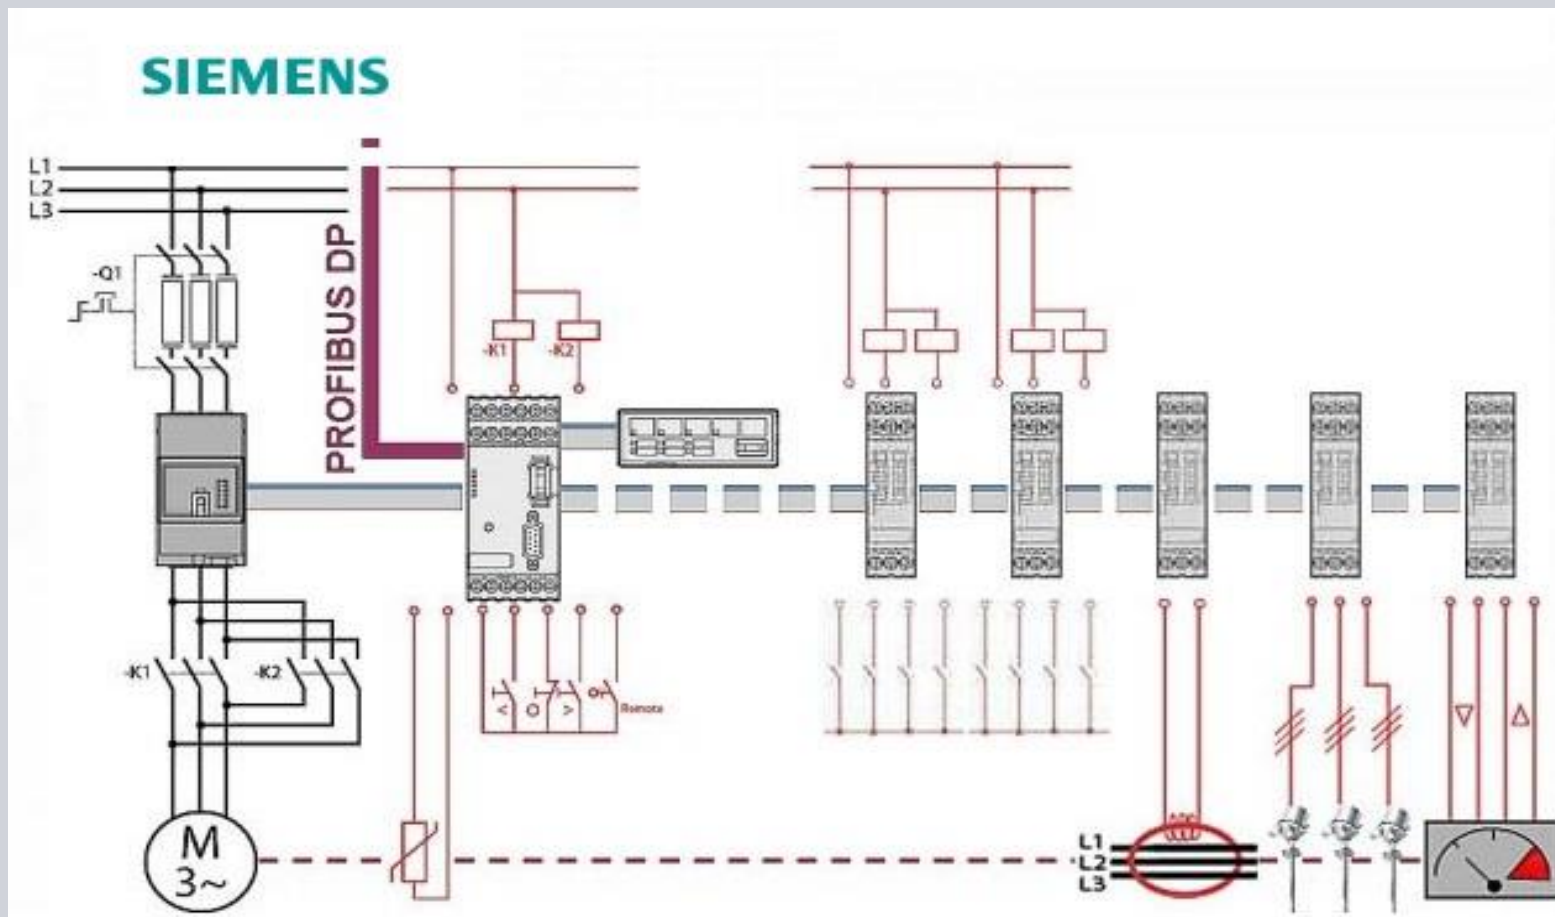 SIEMENS
L1
L2
L3
PROFIBUS DP
-Q1
-K1
-K2
-K1
-K2
Remote
M
3~
L1
L2
L3